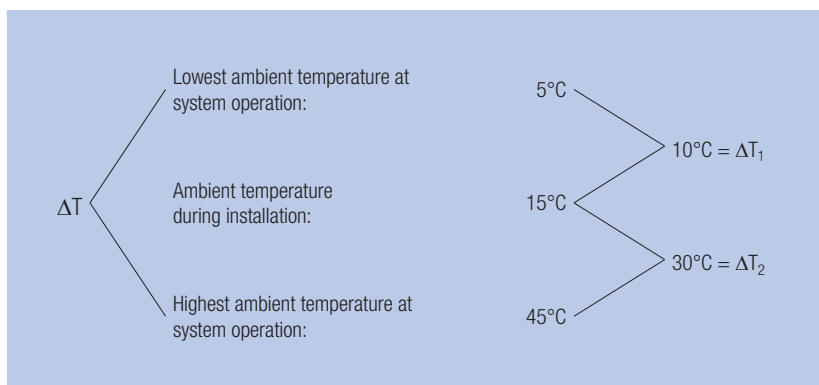 Lowest ambient temperature at
system operation:
5°C
10°C = ΔT₁
Ambient temperature
during installation:
ΔT
15°C
30°C = ΔT₂
Highest ambient temperature at
system operation:
45°C